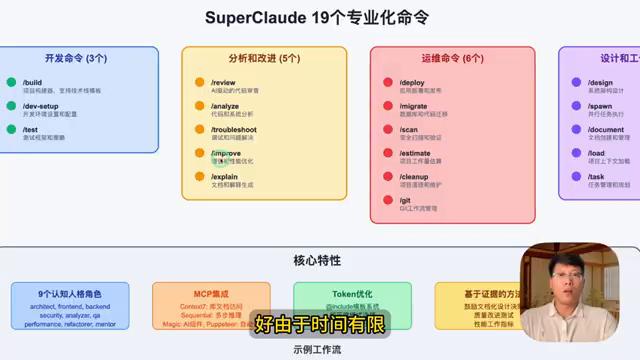 SuperClaude 19个专业化命令
开发命令 (3个)
/build
项目构建器，支持技术栈模板
/dev-setup
开发环境设置和配置
/test
测试框架和策略
分析和改进 (5个)
/review
AI驱动的代码审查
/analyze
代码和系统分析
/troubleshoot
调试和问题解决
/improve
性能优化
/explain
文档和解释生成
运维命令 (6个)
/deploy
应用部署和发布
/migrate
数据库和代码迁移
/scan
安全扫描和验证
/estimate
项目工作量估算
/cleanup
项目清理和维护
/git
Git工作流管理
设计和工
/design
系统架构设计
/spawn
并行任务执行
/document
文档创建和管理
/load
项目上下文加载
/task
任务管理和规划
核心特性
9个认知人格角色
architect, frontend, backend
security, analyzer, qa
performance, refactorer, mentor
MCP集成
Context7: 库文档访问
Sequential: 多步推理
Magic: AI组件, Puppeteer: 自动
Token优化
@include模板系统
基于证据的方法
鼓励文档化设计决
质量改进测试
性能工作指标
好由于时间有限
示例工作流